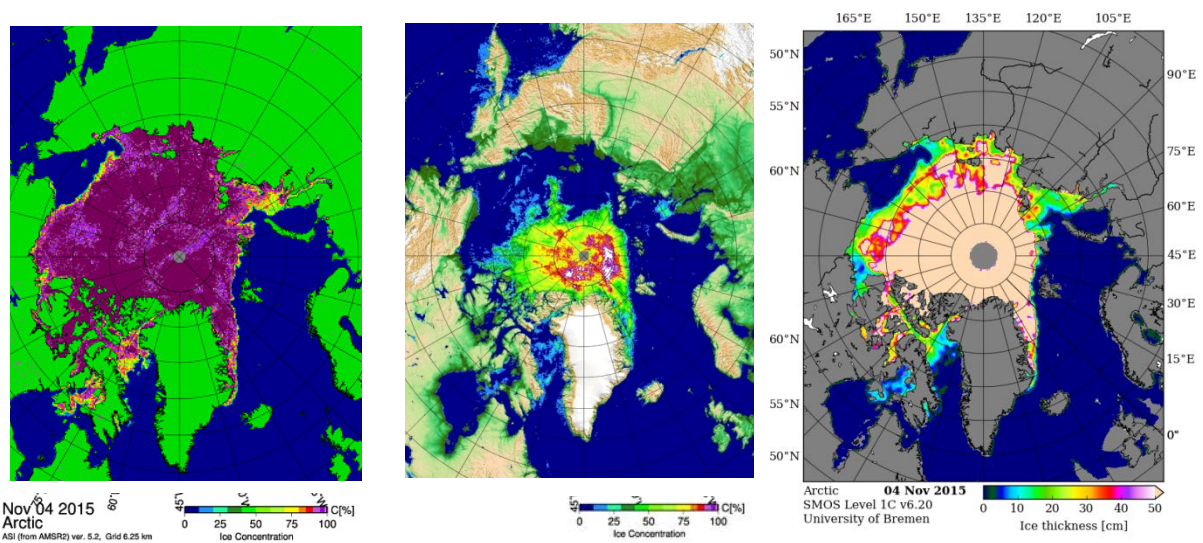 165°E 150°E 135°E 120°E 105°E
50°N
90°E
55°N
75°E
60°N
60°E
45°E
30°E
60°N
15°E
55°N
0°
50°N
Nov 04 2015
Arctic
ASI (from AMSR2) ver. 5.2, Grid 6.25 km
C[%]
0 25 50 75 100
Ice Concentration
C[%]
0 25 50 75 100
Ice Concentration
Arctic 04 Nov 2015
SMOS Level 1C v6.20
University of Bremen
0 10 20 30 40 50
Ice thickness [cm]